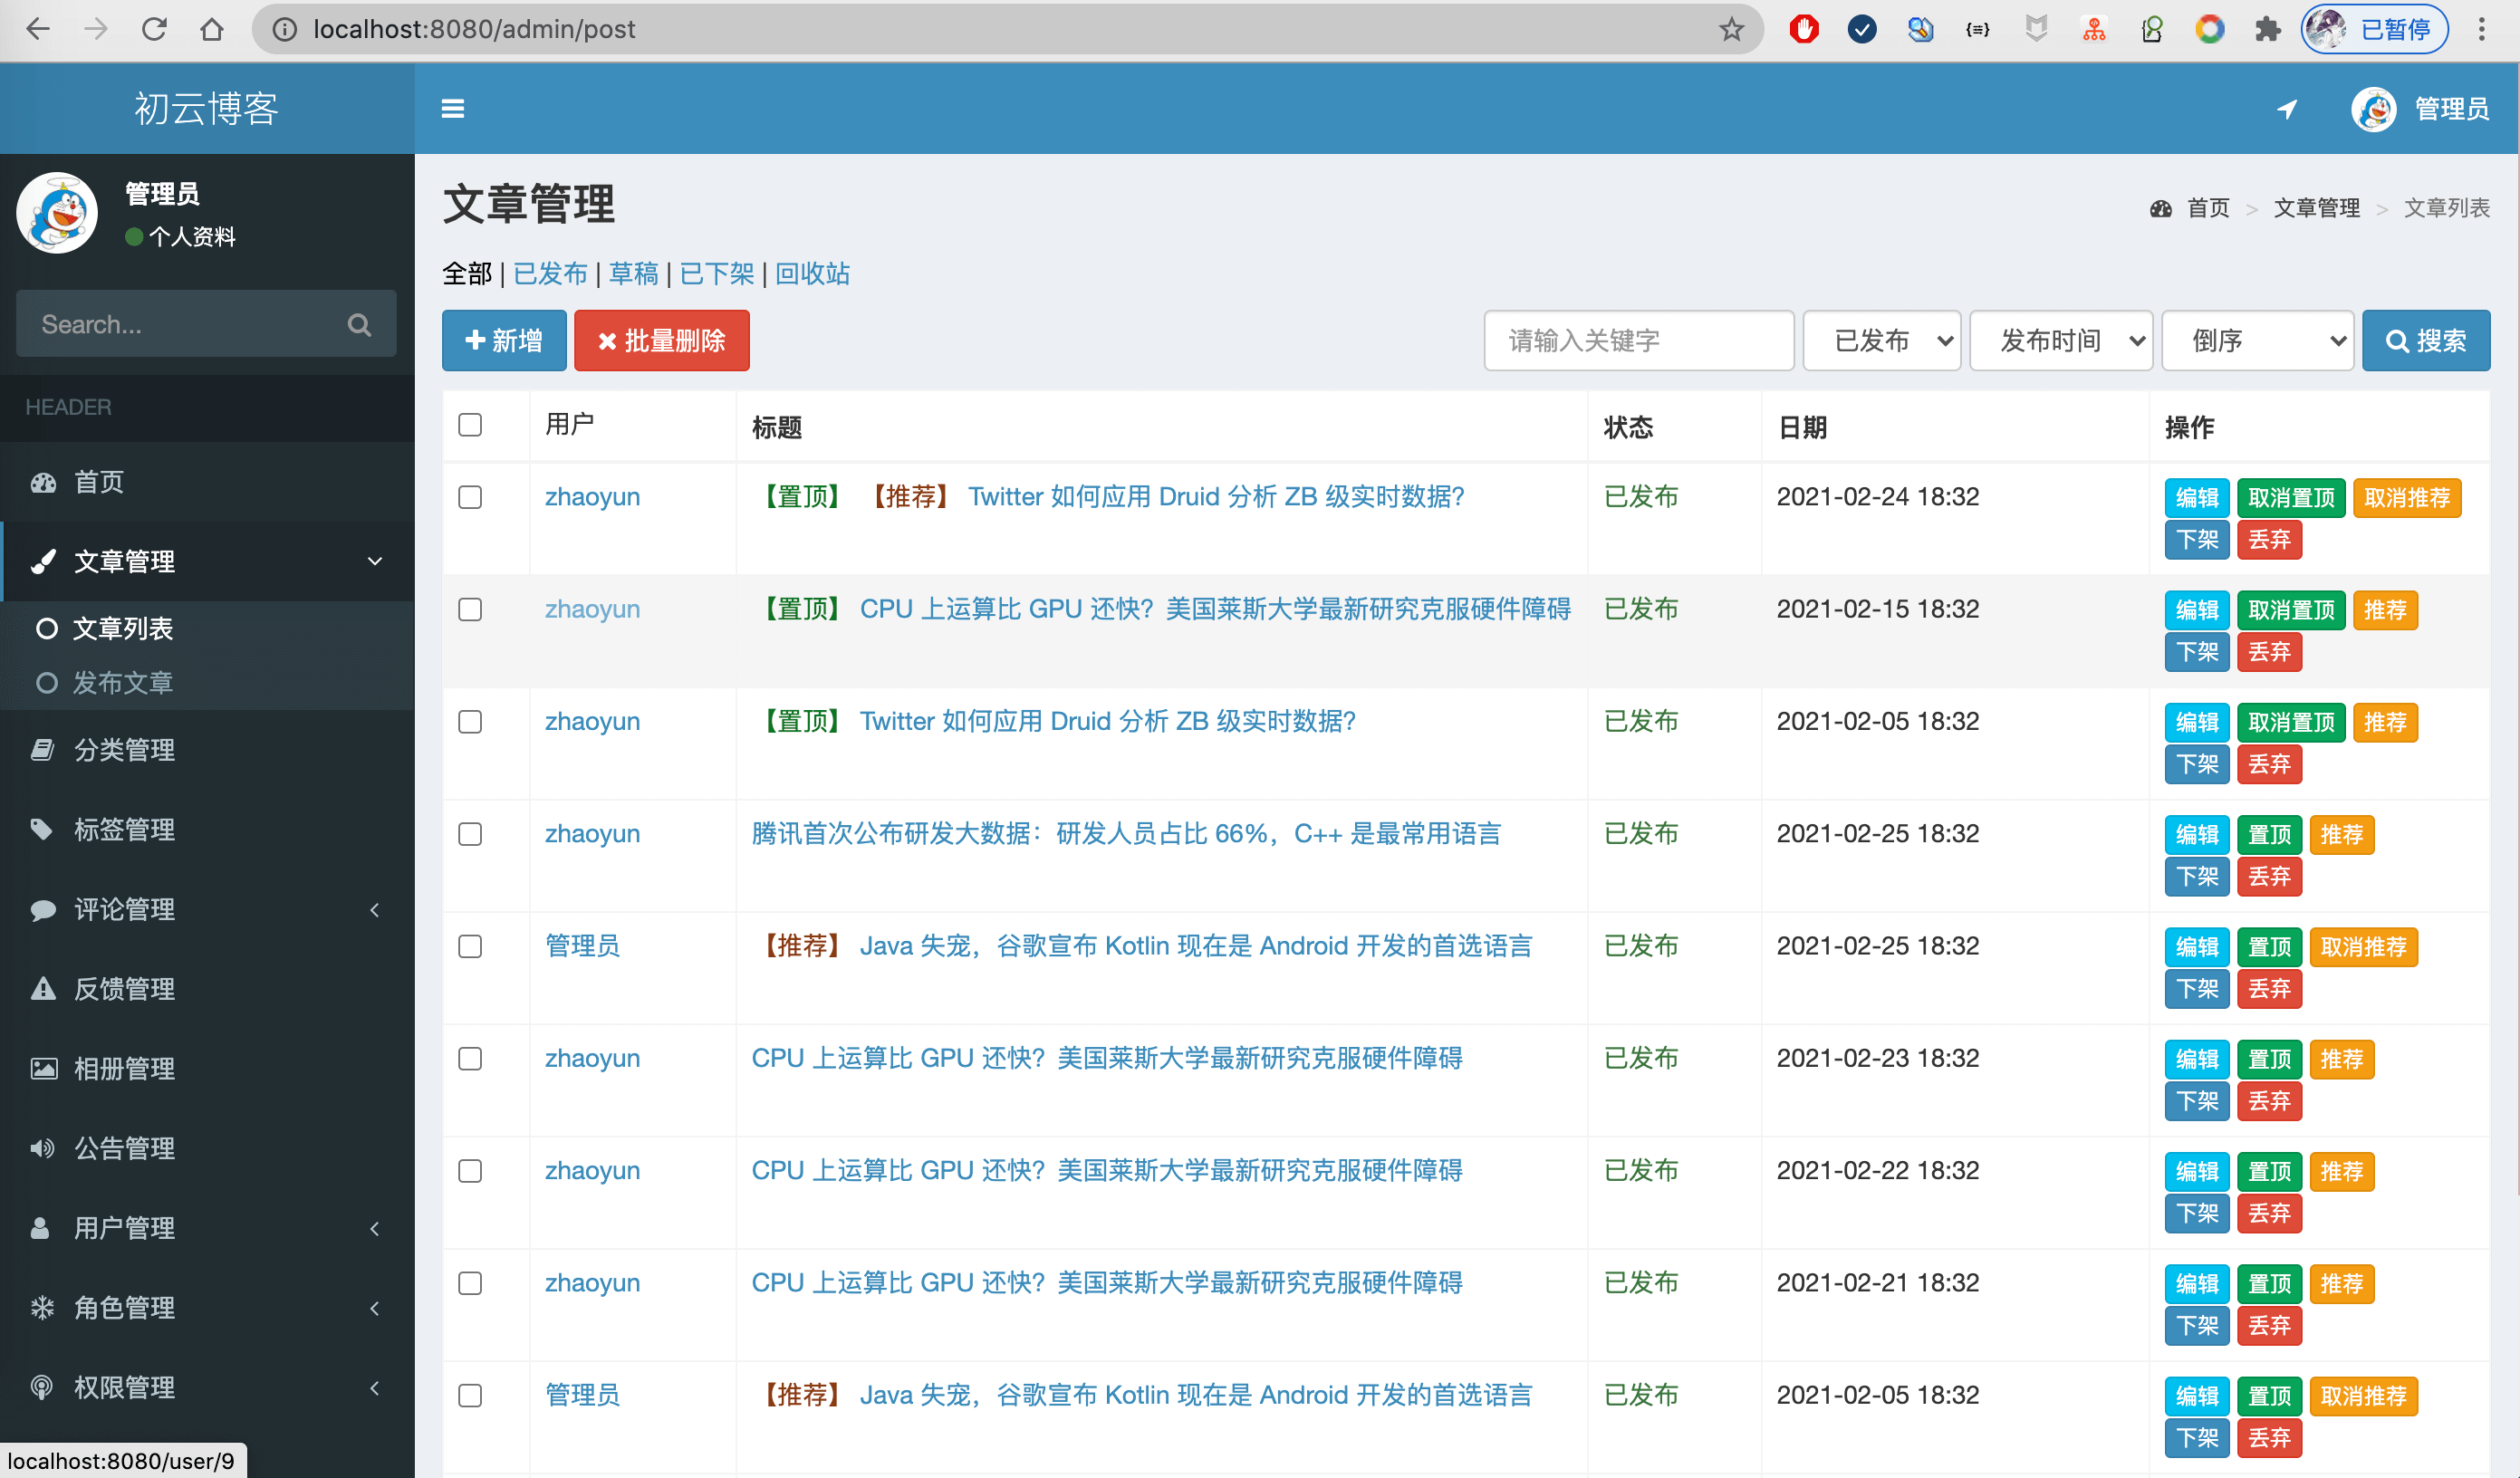 localhost:8080/admin/post
已暂停
初云博客
管理员
管理员
个人资料
Search...
HEADER
首页
文章管理
文章列表
发布文章
分类管理
标签管理
评论管理
反馈管理
相册管理
公告管理
用户管理
角色管理
权限管理
localhost:8080/user/9
文章管理
首页 > 文章管理 > 文章列表
全部 | 已发布 | 草稿 | 已下架 | 回收站
新增 批量删除 请输入关键字 已发布 发布时间 倒序 搜索
用户 标题 状态 日期 操作
zhaoyun 【置顶】 【推荐】 Twitter 如何应用 Druid 分析 ZB 级实时数据? 已发布 2021-02-24 18:32 编辑 取消置顶 取消推荐
下架 丢弃
zhaoyun 【置顶】 CPU 上运算比 GPU 还快？美国莱斯大学最新研究克服硬件障碍 已发布 2021-02-15 18:32 编辑 取消置顶 推荐
下架 丢弃
zhaoyun 【置顶】 Twitter 如何应用 Druid 分析 ZB 级实时数据? 已发布 2021-02-05 18:32 编辑 取消置顶 推荐
下架 丢弃
zhaoyun 腾讯首次公布研发大数据：研发人员占比 66%，C++ 是最常用语言 已发布 2021-02-25 18:32 编辑 置顶 推荐
下架 丢弃
管理员 【推荐】 Java 失宠，谷歌宣布 Kotlin 现在是 Android 开发的首选语言 已发布 2021-02-25 18:32 编辑 置顶 取消推荐
下架 丢弃
zhaoyun CPU 上运算比 GPU 还快？美国莱斯大学最新研究克服硬件障碍 已发布 2021-02-23 18:32 编辑 置顶 推荐
下架 丢弃
zhaoyun CPU 上运算比 GPU 还快？美国莱斯大学最新研究克服硬件障碍 已发布 2021-02-22 18:32 编辑 置顶 推荐
下架 丢弃
zhaoyun CPU 上运算比 GPU 还快？美国莱斯大学最新研究克服硬件障碍 已发布 2021-02-21 18:32 编辑 置顶 推荐
下架 丢弃
管理员 【推荐】 Java 失宠，谷歌宣布 Kotlin 现在是 Android 开发的首选语言 已发布 2021-02-05 18:32 编辑 置顶 取消推荐
下架 丢弃